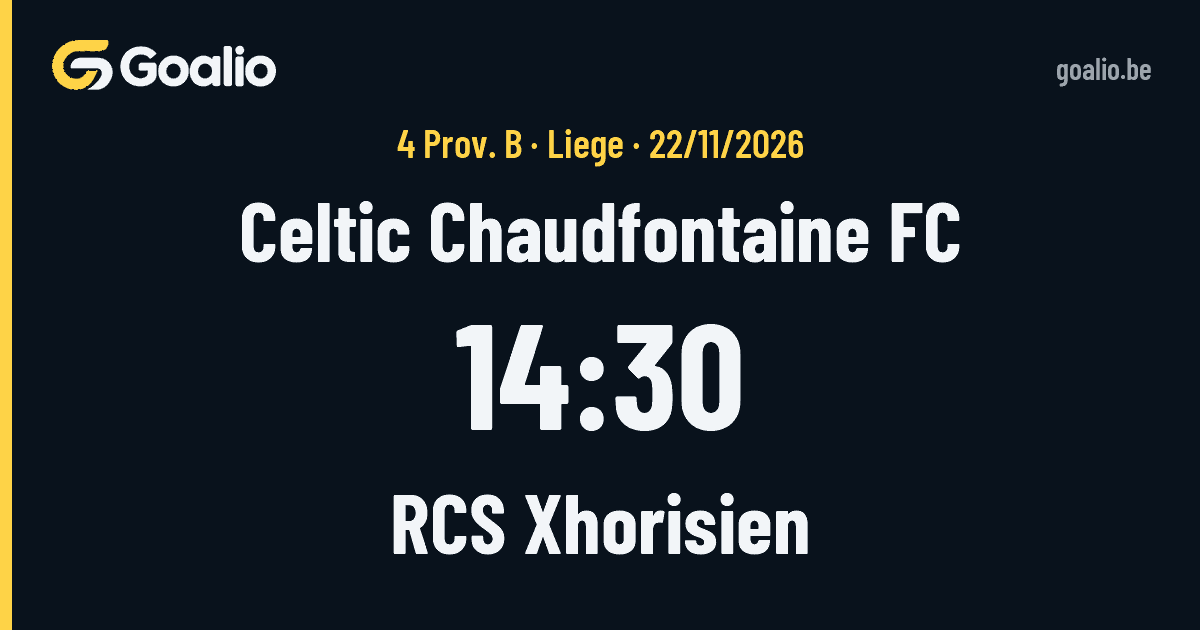 Goalio
goalio.be
4 Prov. B · Liege · 22/11/2026
Celtic Chaudfontaine FC
14:30
RCS Xhorisien